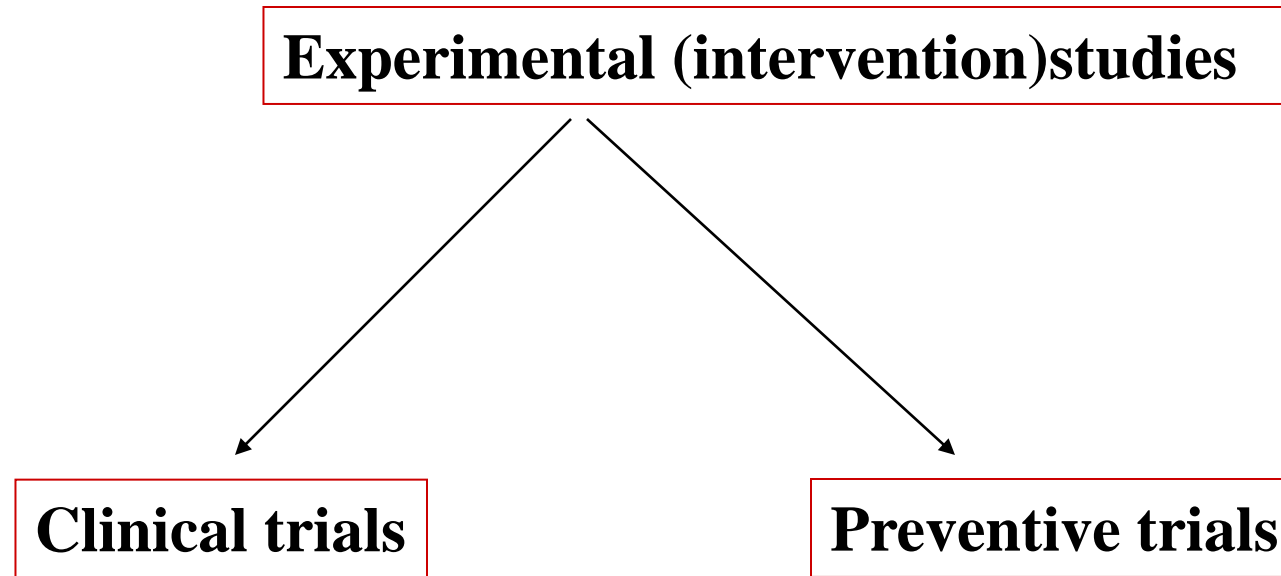 Experimental (intervention)studies
Clinical trials
Preventive trials